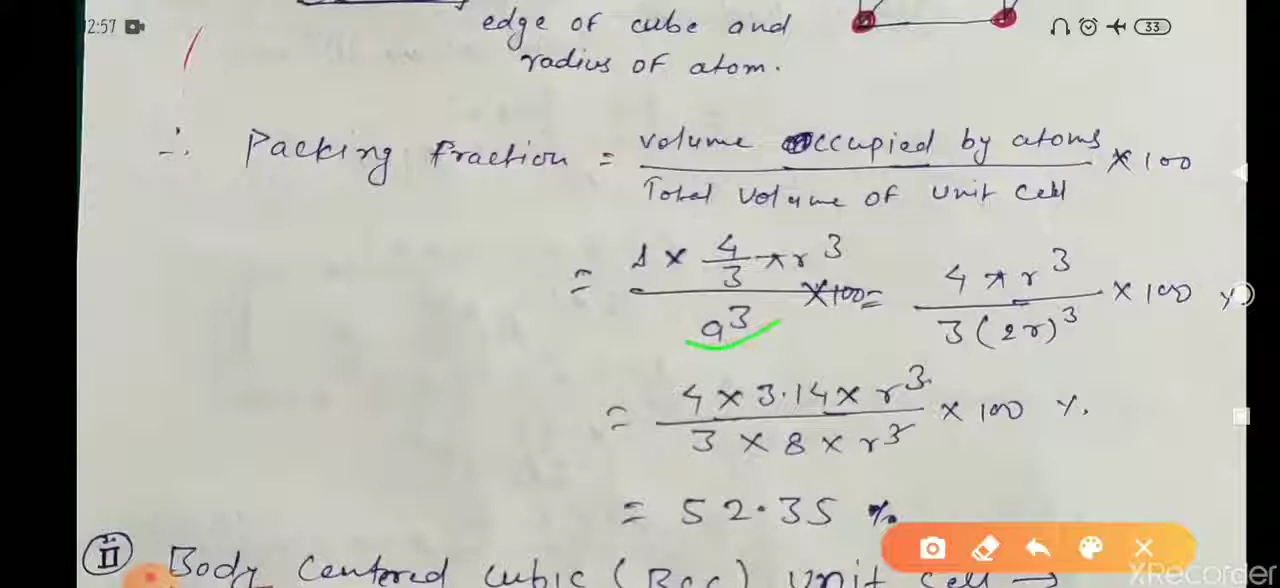 12:57
33
edge of cube and
radius of atom.
∴ Packing Fraction = volume occupied by atoms / Total volume of unit cell × 100
= 1 × 4/3 πr³ / a³ × 100 = 4πr³ / 3(2r)³ × 100 %
= 4 × 3.14 × r³ / 3 × 8 × r³ × 100 %
= 52.35 %
II Body Centered cubic (Bcc) Unit cell →
XRecorder